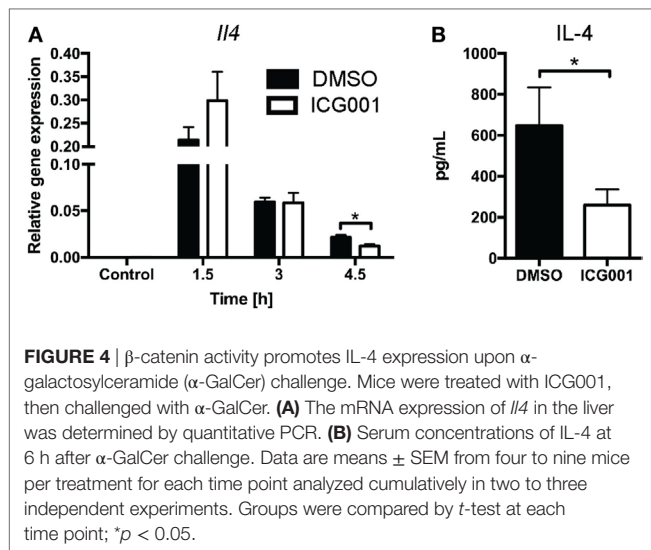 A
Il4
Relative gene expression
0.40
0.35
0.30
0.25
0.20
0.10
0.05
0.00
DMSO
ICG001
*
Control
1.5
3
4.5
Time [h]
B
IL-4
pg/mL
1000
800
600
400
200
0
*
DMSO
ICG001
FIGURE 4 | β-catenin activity promotes IL-4 expression upon α-
galactosylceramide (α-GalCer) challenge. Mice were treated with ICG001,
then challenged with α-GalCer. (A) The mRNA expression of Il4 in the liver
was determined by quantitative PCR. (B) Serum concentrations of IL-4 at
6 h after α-GalCer challenge. Data are means ± SEM from four to nine mice
per treatment for each time point analyzed cumulatively in two to three
independent experiments. Groups were compared by t-test at each
time point; *p < 0.05.